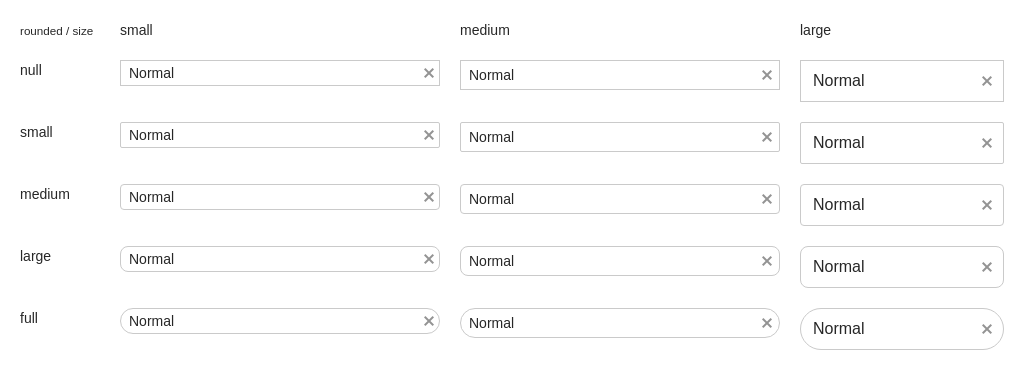 rounded / size small medium large
null Normal Normal Normal
small Normal Normal Normal
medium Normal Normal Normal
large Normal Normal Normal
full Normal Normal Normal